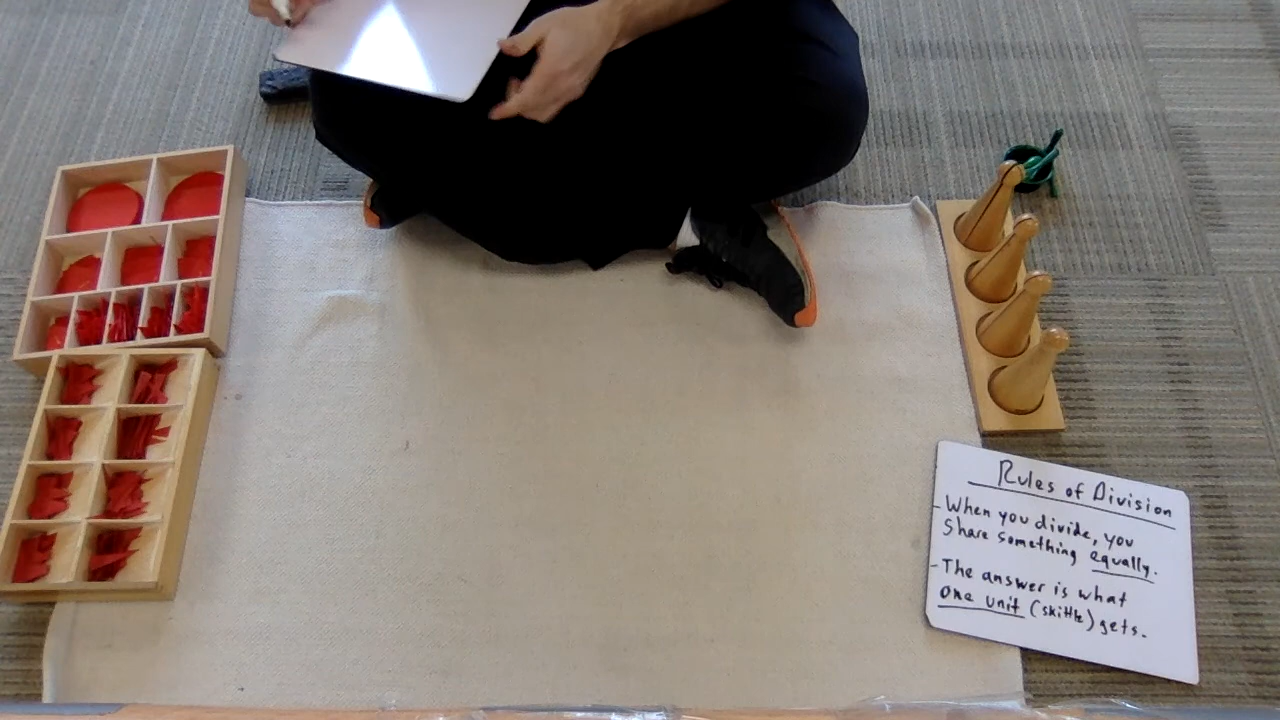 Rules of Division
- When you divide, you
Share something equally.
- The answer is what
one unit (skittle) gets.